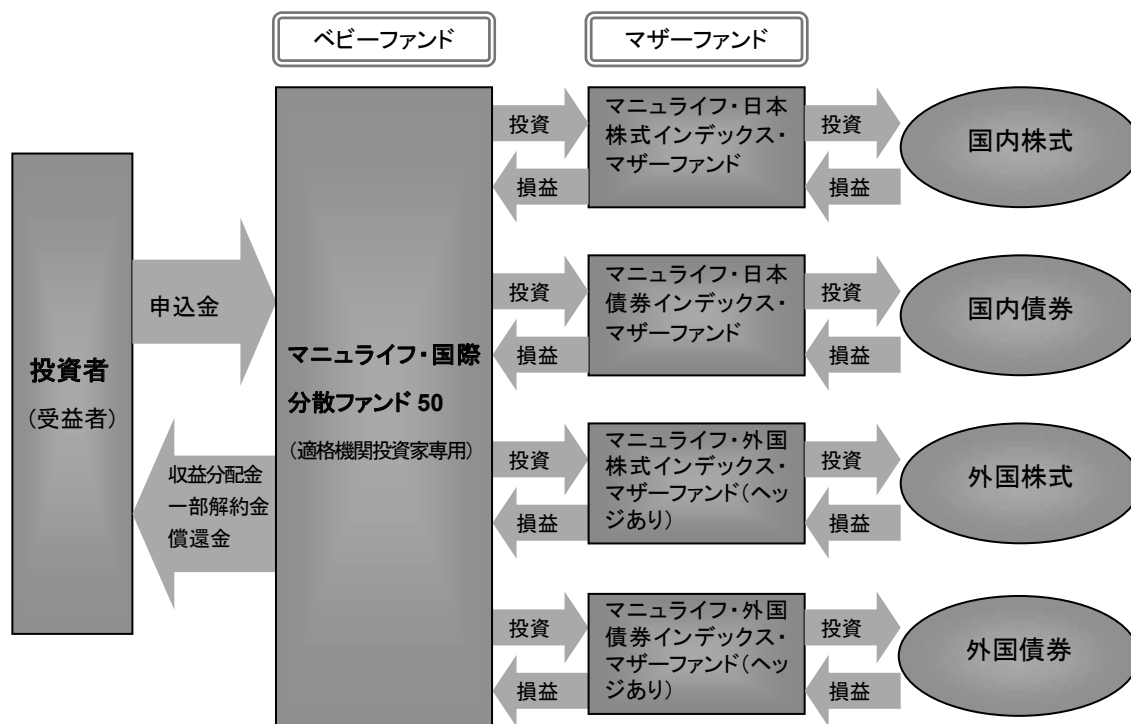 ベビーファンド
マザーファンド
投資者
(受益者)
申込金
収益分配金
一部解約金
償還金
マニュライフ・国際
分散ファンド 50
(適格機関投資家専用)
投資
損益
マニュライフ・日本
株式インデックス・
マザーファンド
投資
損益
国内株式
投資
損益
マニュライフ・日本
債券インデックス・
マザーファンド
投資
損益
国内債券
投資
損益
マニュライフ・外国
株式インデックス・
マザーファンド(ヘッ
ジあり)
投資
損益
外国株式
投資
損益
マニュライフ・外国
債券インデックス・
マザーファンド(ヘッ
ジあり)
投資
損益
外国債券